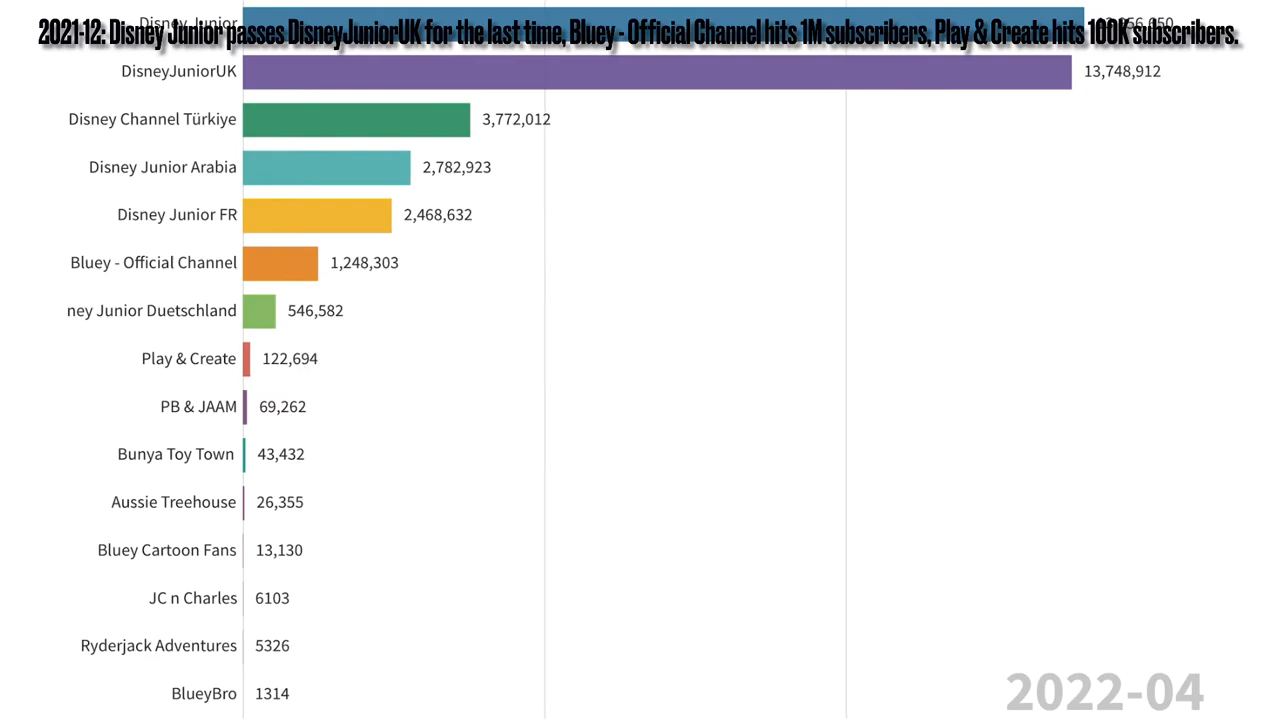 Disney Junior
2021-12: Disney Junior passes DisneyJuniorUK for the last time, Bluey - Official Channel hits 1M subscribers, Play & Create hits 100K subscribers.
DisneyJuniorUK 13,748,912
Disney Channel Türkiye 3,772,012
Disney Junior Arabia 2,782,923
Disney Junior FR 2,468,632
Bluey - Official Channel 1,248,303
ney Junior Duetschland 546,582
Play & Create 122,694
PB & JAAM 69,262
Bunya Toy Town 43,432
Aussie Treehouse 26,355
Bluey Cartoon Fans 13,130
JC n Charles 6103
Ryderjack Adventures 5326
BlueyBro 1314
2022-04